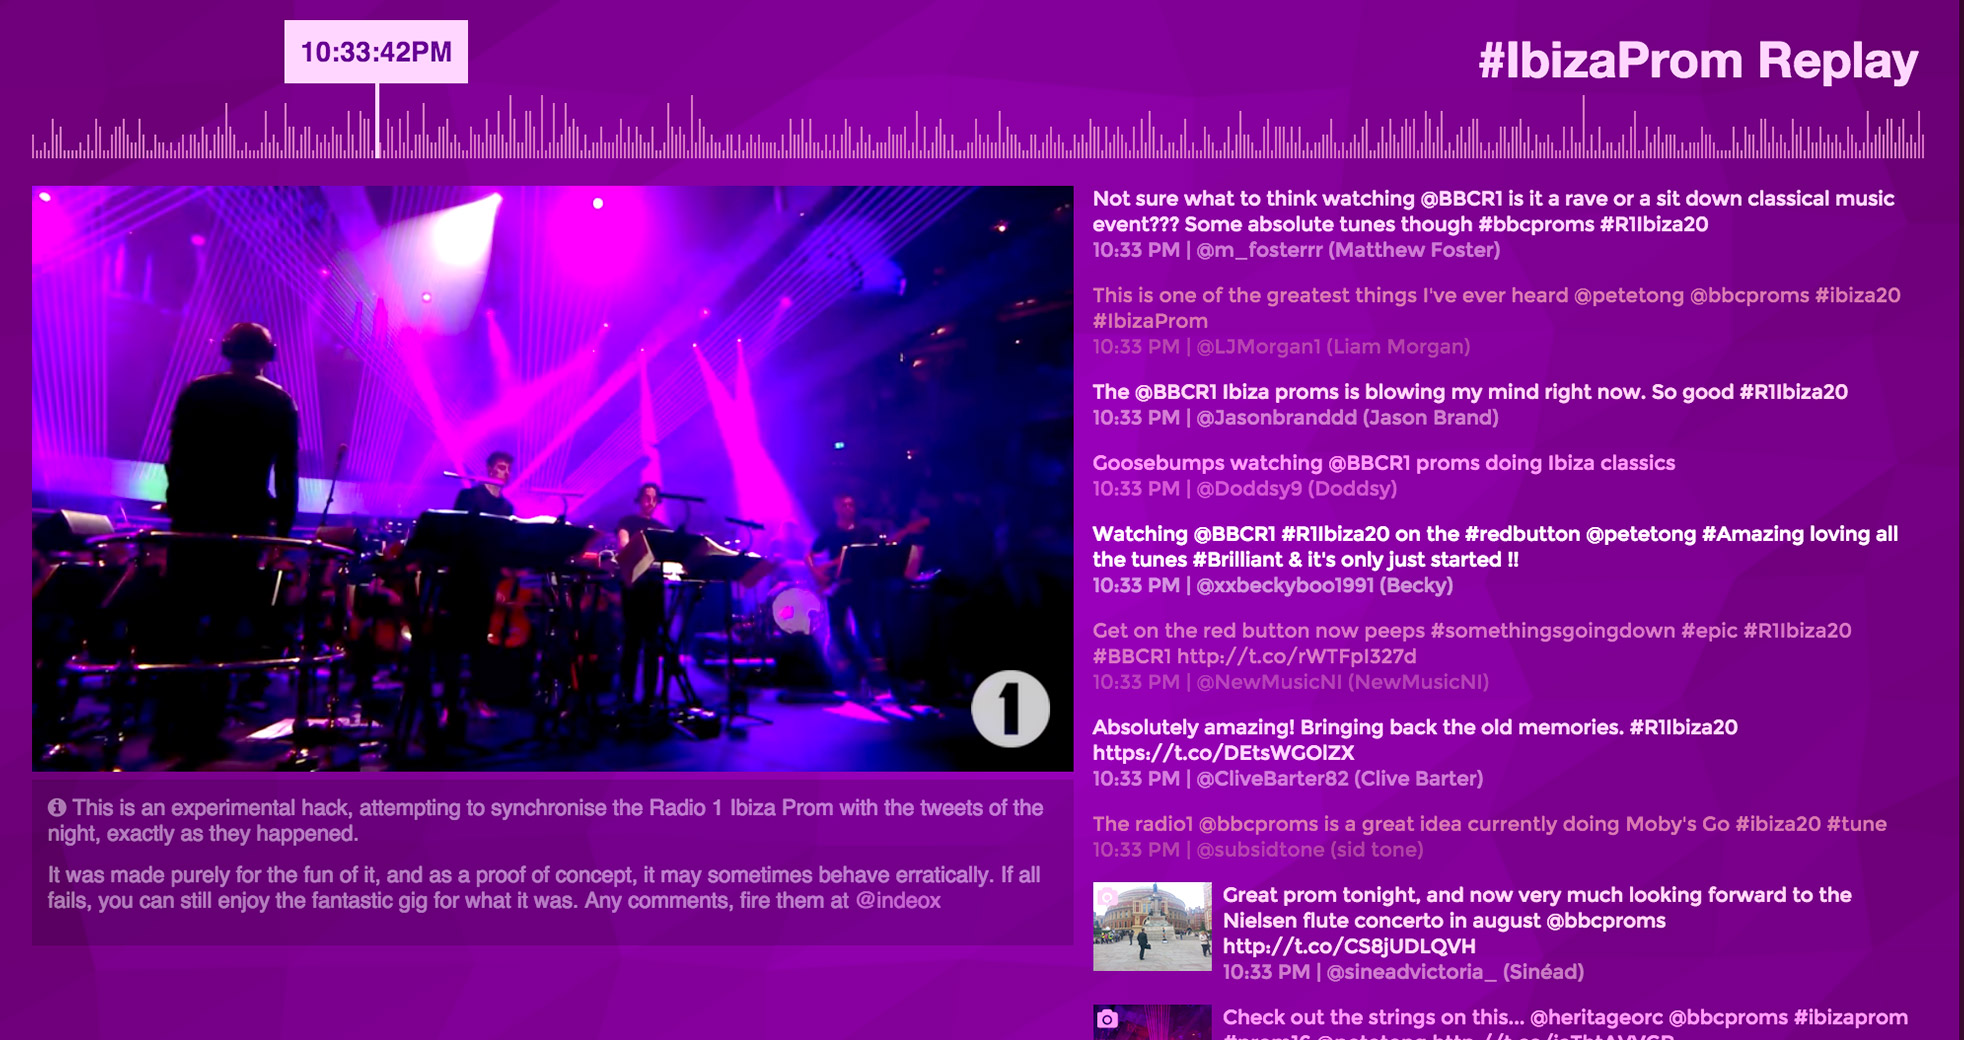 10:33:42PM
#IbizaProm Replay
Not sure what to think watching @BBCR1 is it a rave or a sit down classical music
event??? Some absolute tunes though #bbcproms #R1Ibiza20
10:33 PM | @m_fosterrr (Matthew Foster)
This is one of the greatest things I've ever heard @petetong @bbcproms #ibiza20
#IbizaProm
10:33 PM | @LJMorgan1 (Liam Morgan)
The @BBCR1 Ibiza proms is blowing my mind right now. So good #R1Ibiza20
10:33 PM | @Jasonbranddd (Jason Brand)
Goosebumps watching @BBCR1 proms doing Ibiza classics
10:33 PM | @Doddsy9 (Doddsy)
Watching @BBCR1 #R1Ibiza20 on the #redbutton @petetong #Amazing loving all
the tunes #Brilliant & it's only just started !!
10:33 PM | @xxbeckyboo1991 (Becky)
Get on the red button now peeps #somethingsgoingdown #epic #R1Ibiza20
#BBCR1 http://t.co/rWTFpI327d
10:33 PM | @NewMusicNI (NewMusicNI)
Absolutely amazing! Bringing back the old memories. #R1Ibiza20
https://t.co/DEtsWGOlZX
10:33 PM | @CliveBarter82 (Clive Barter)
The radio1 @bbcproms is a great idea currently doing Moby's Go #ibiza20 #tune
10:33 PM | @subsidtone (sid tone)
Great prom tonight, and now very much looking forward to the
Nielsen flute concerto in august @bbcproms
http://t.co/CS8jUDLQVH
10:33 PM | @sineadvictoria_ (Sinéad)
Check out the strings on this... @heritageorc @bbcproms #ibizaprom
#prom16 @petetong
1
This is an experimental hack, attempting to synchronise the Radio 1 Ibiza Prom with the tweets of the
night, exactly as they happened.
It was made purely for the fun of it, and as a proof of concept, it may sometimes behave erratically. If all
fails, you can still enjoy the fantastic gig for what it was. Any comments, fire them at @indeox